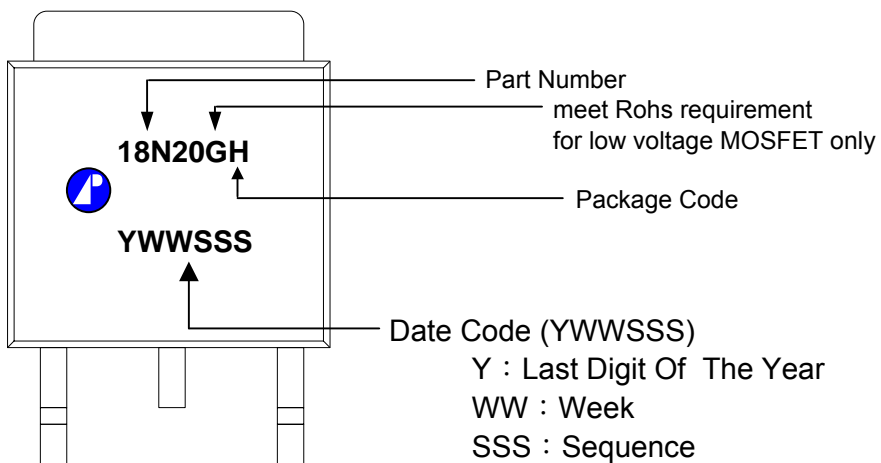 Part Number
meet Rohs requirement
for low voltage MOSFET only
18N20GH
Package Code
YWWSSS
Date Code (YWWSSS)
Y：Last Digit Of The Year
WW：Week
SSS：Sequence